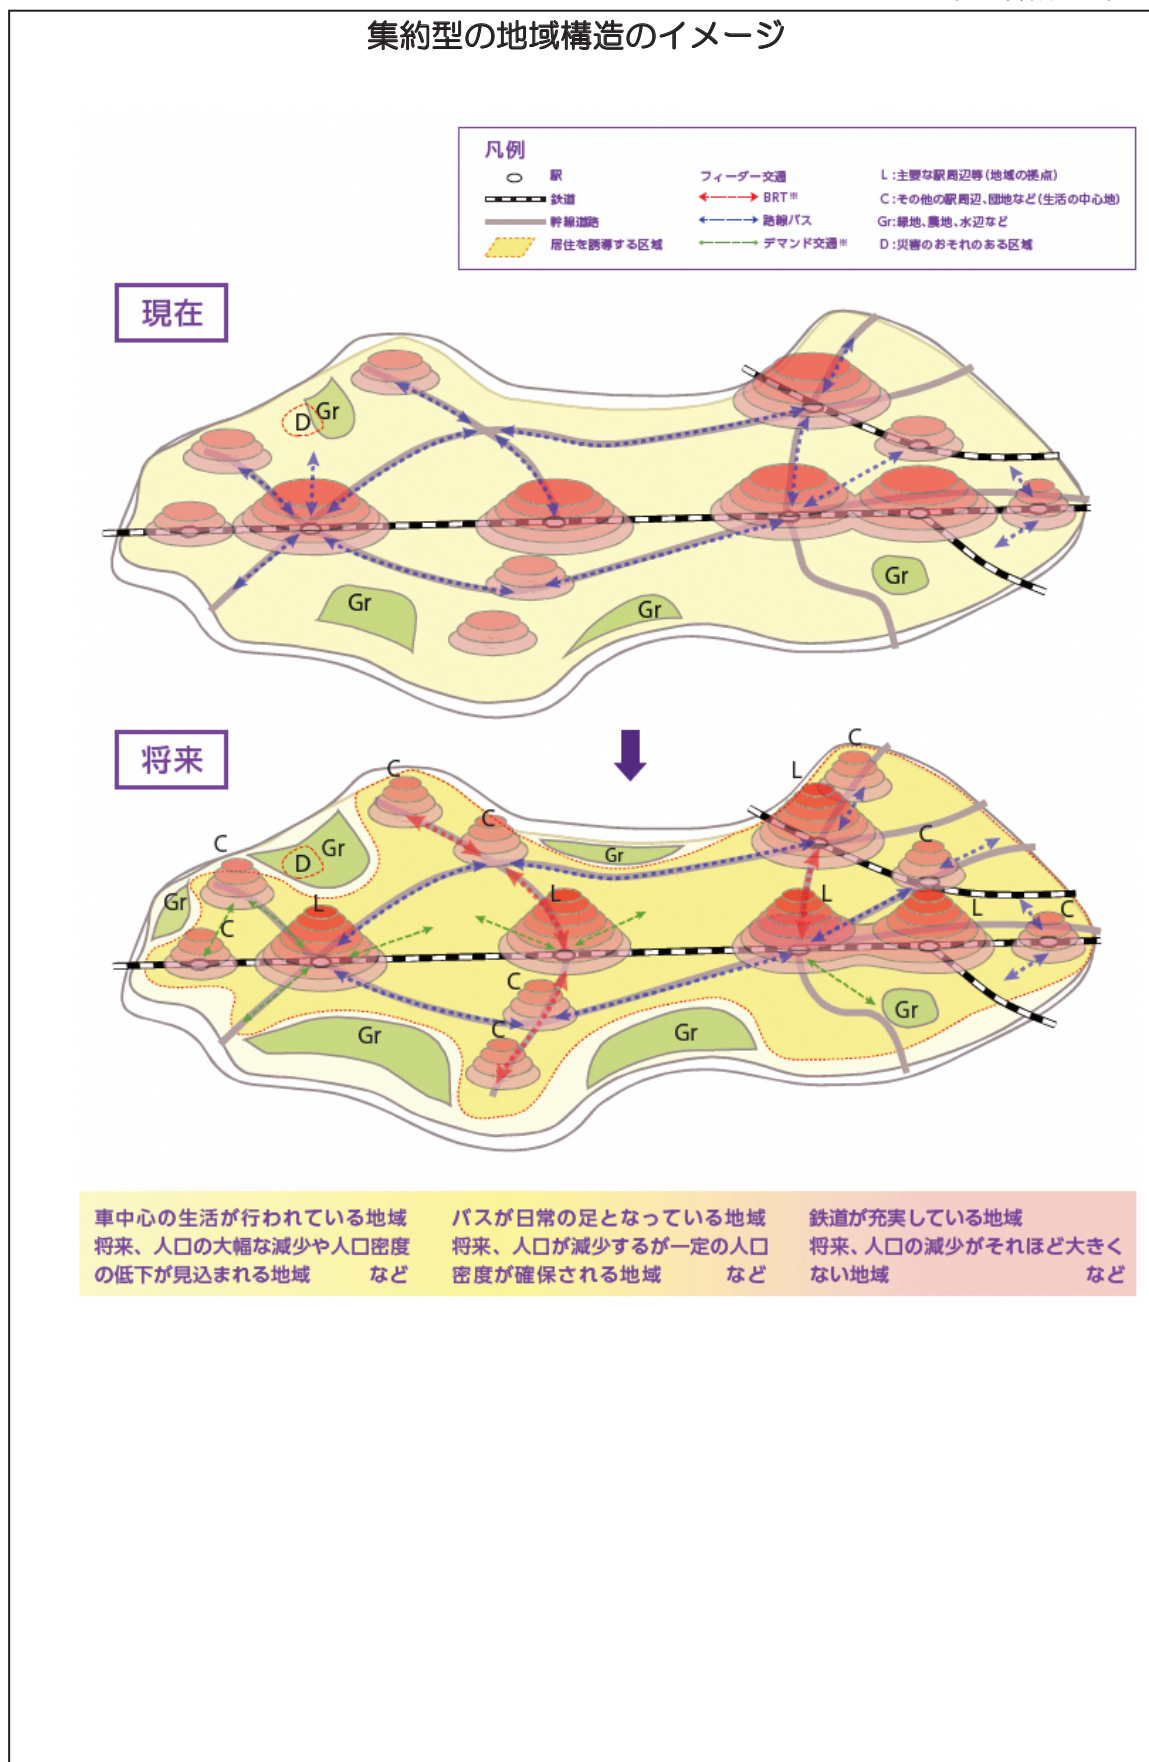 集約型の地域構造のイメージ
凡例
駅
鉄道
幹線道路
居住を誘導する区域
フィーダー交通
BRT※
路線バス
デマンド交通※
L:主要な駅周辺等(地域の拠点)
C:その他の駅周辺、団地など(生活の中心地)
Gr:緑地、農地、水辺など
D:災害のおそれのある区域
現在
D
Gr
Gr
Gr
Gr
将来
C
C
L
C
C
Gr
D
Gr
Gr
C
L
C
L
L
L
C
C
C
Gr
Gr
Gr
車中心の生活が行われている地域
将来、人口の大幅な減少や人口密度
の低下が見込まれる地域 など
バスが日常の足となっている地域
将来、人口が減少するが一定の人口
密度が確保される地域 など
鉄道が充実している地域
将来、人口の減少がそれほど大きく
ない地域 など